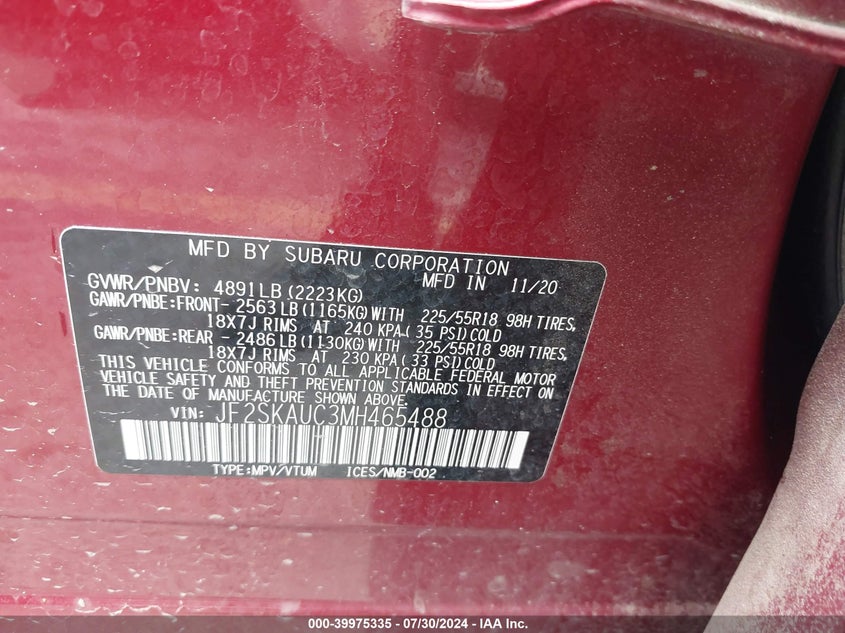 MFD BY SUBARU CORPORATION
GVWR/PNBV: 4891LB(2223KG) MFD IN 11/20
GAWR/PNBE:FRONT- 2563LB(1165KG)WITH 225/55R18 98H TIRES,
18X7J RIMS AT 240 KPA(35 PSI)COLD
GAWR/PNBE:REAR - 2486LB(1130KG)WITH 225/55R18 98H TIRES,
18X7J RIMS AT 230 KPA(33 PSI)COLD
THIS VEHICLE CONFORMS TO ALL APPLICABLE FEDERAL MOTOR
VEHICLE SAFETY AND THEFT PREVENTION STANDARDS IN EFFECT ON
THE DATE OF MANUFACTURE SHOWN ABOVE.
VIN: JF2SKAUC3MH465488
TYPE:MPV/VTUM ICES/NMB-002
000-39975335 - 07/30/2024 - IAA Inc.